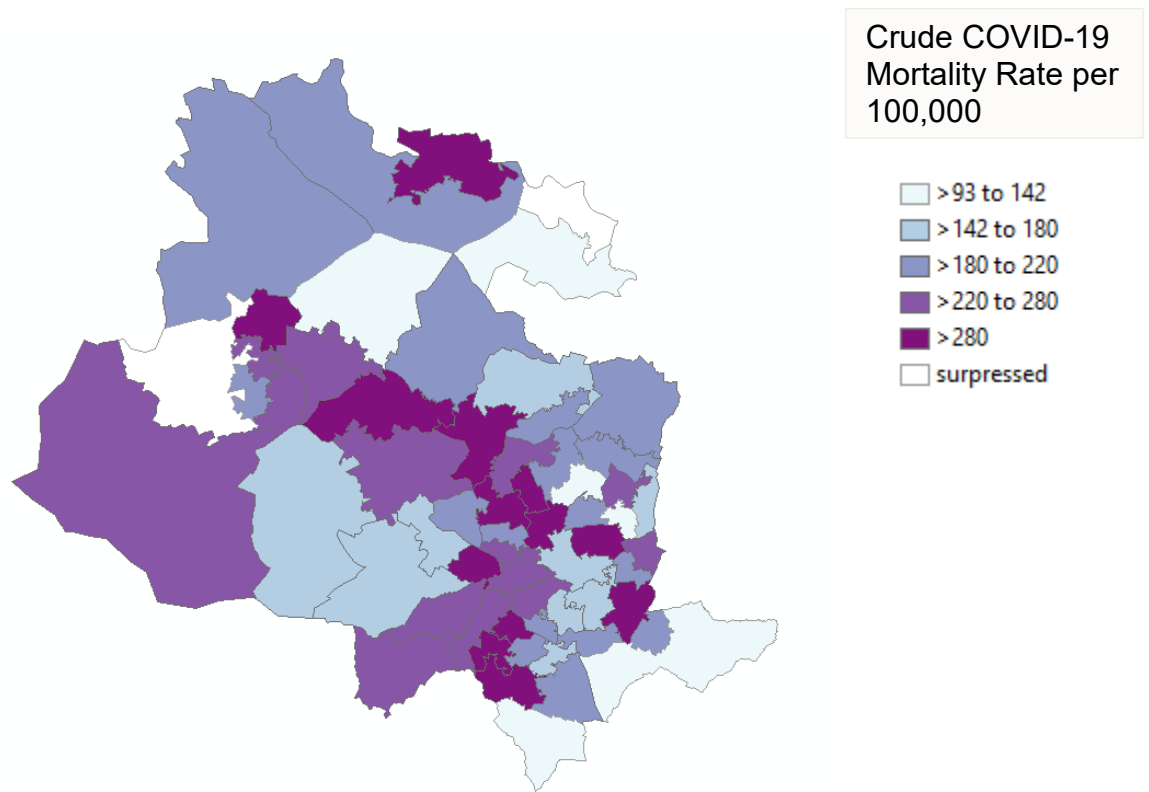 Crude COVID-19
Mortality Rate per
100,000
>93 to 142
>142 to 180
>180 to 220
>220 to 280
>280
surpressed